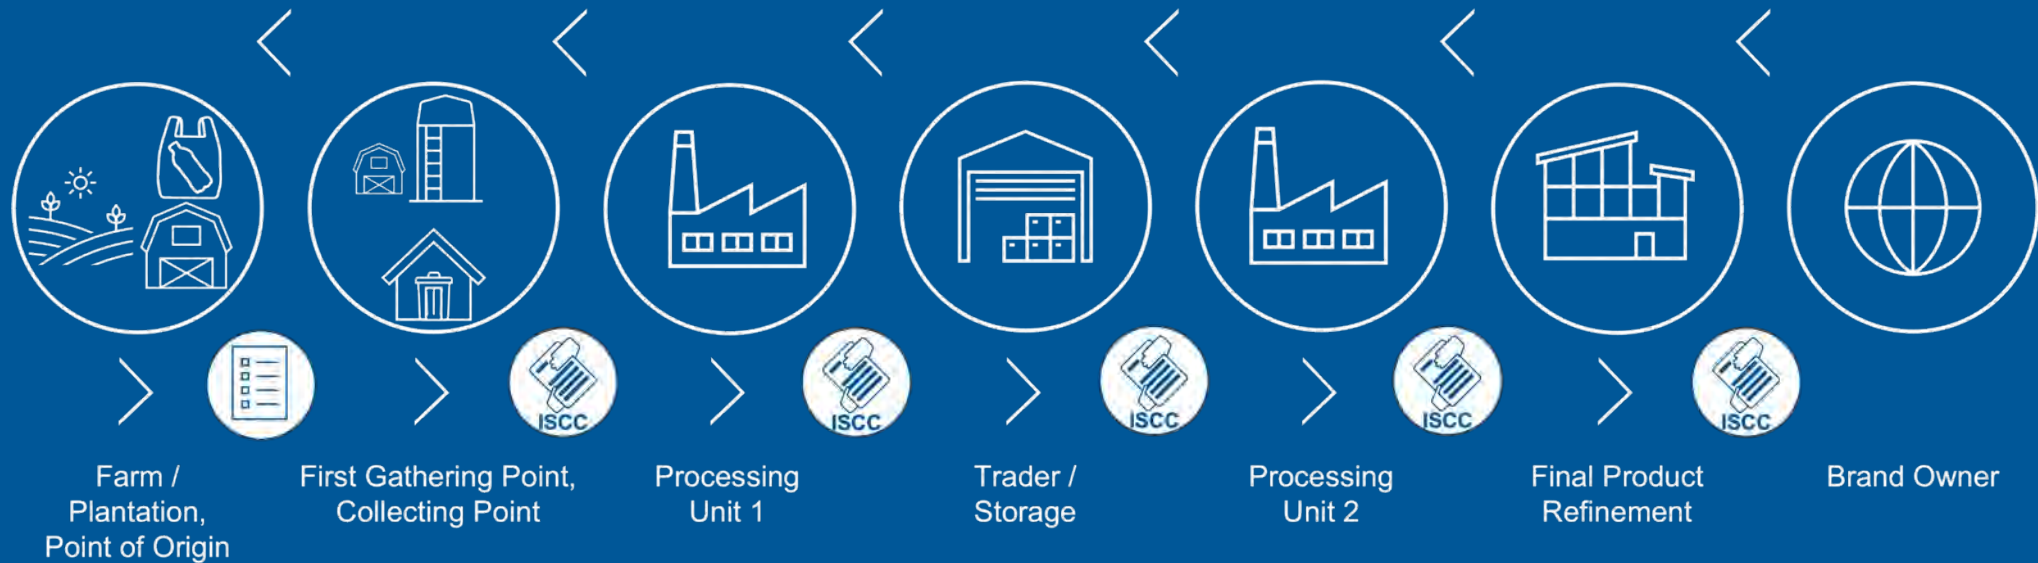 ISCC
ISCC
ISCC
ISCC
ISCC
Farm /
Plantation,
Point of Origin
First Gathering Point,
Collecting Point
Processing
Unit 1
Trader /
Storage
Processing
Unit 2
Final Product
Refinement
Brand Owner